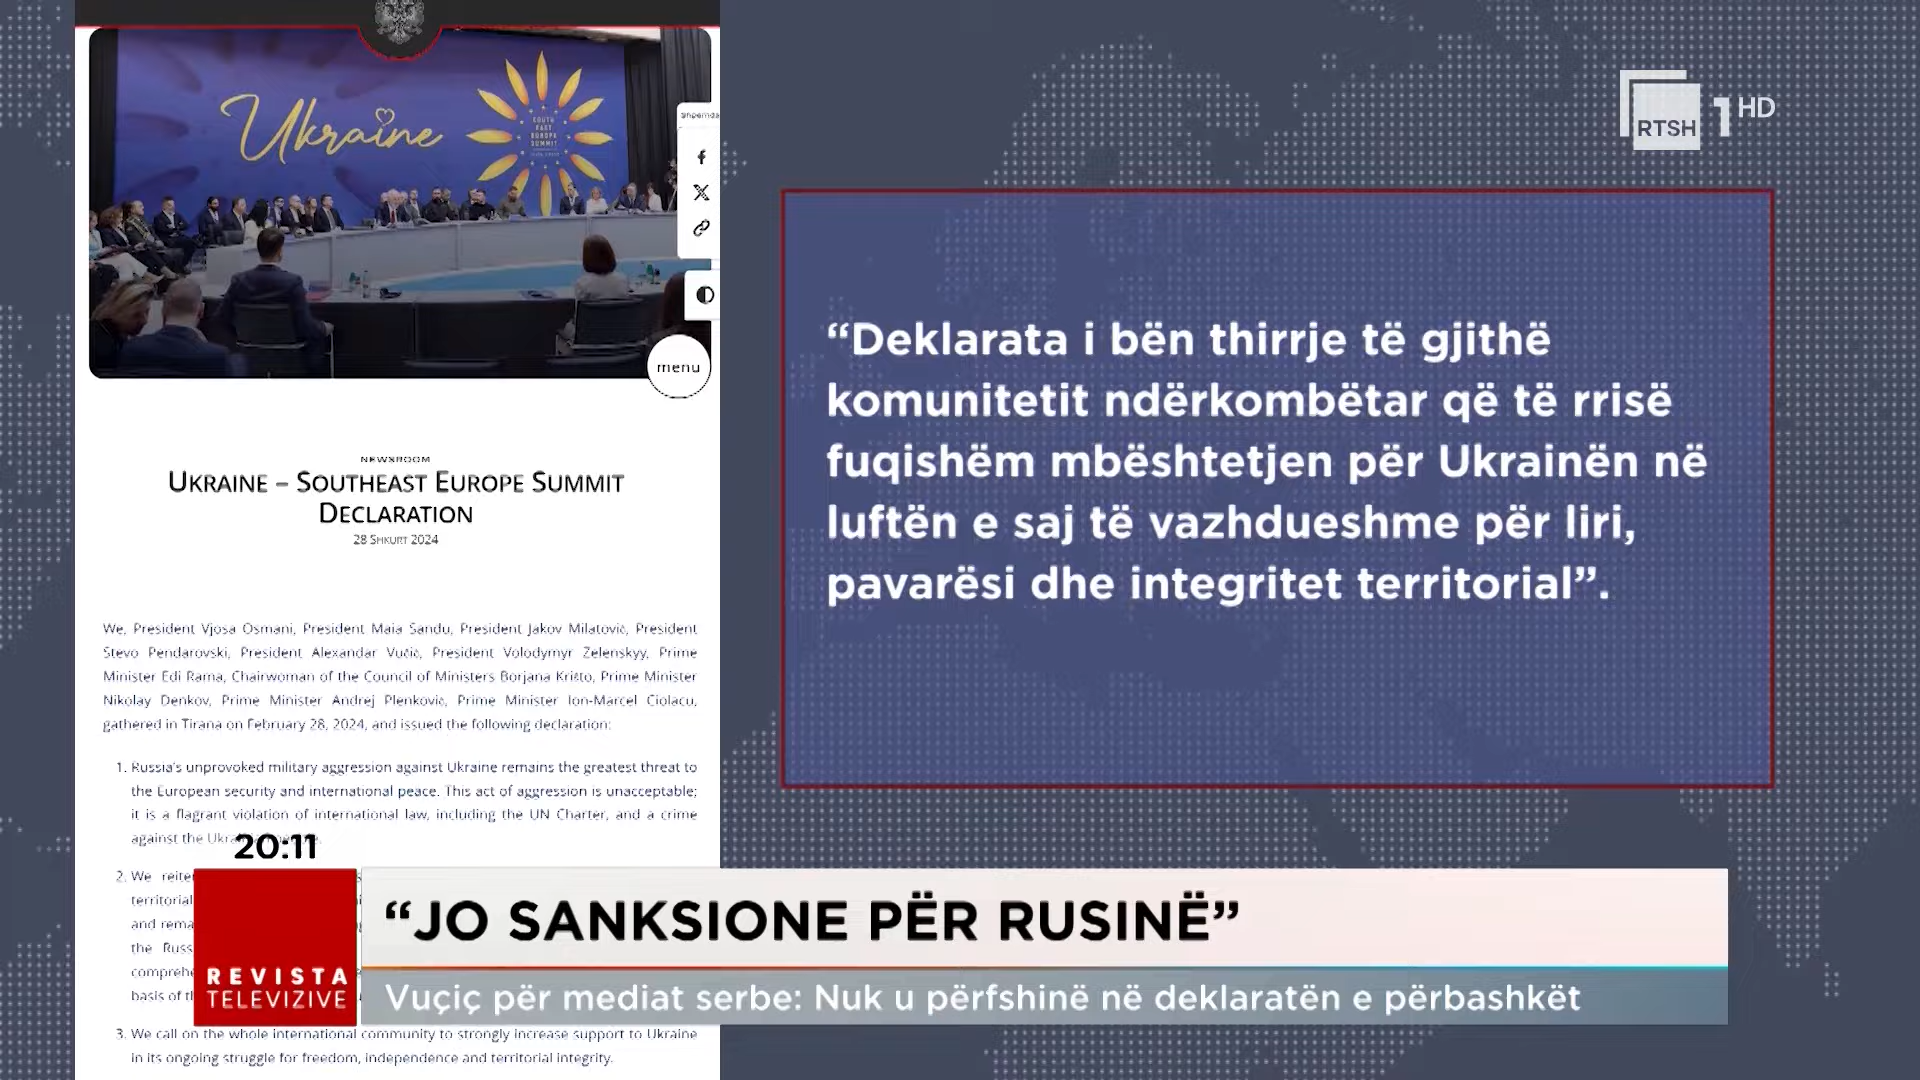 Ukraine
SOUTH
EAST
EUROPE
SUMMIT
menu
NEWSROOM
UKRAINE – SOUTHEAST EUROPE SUMMIT
DECLARATION
28 SHKURT 2024
We, President Vjosa Osmani, President Maia Sandu, President Jakov Milatović, President
Stevo Pendarovski, President Alexandar Vučić, President Volodymyr Zelenskyy, Prime
Minister Edi Rama, Chairwoman of the Council of Ministers Borjana Krišto, Prime Minister
Nikolay Denkov, Prime Minister Andrej Plenković, Prime Minister Ion-Marcel Ciolacu,
gathered in Tirana on February 28, 2024, and issued the following declaration:
1. Russia's unprovoked military aggression against Ukraine remains the greatest threat to
the European security and international peace. This act of aggression is unacceptable;
it is a flagrant violation of international law, including the UN Charter, and a crime
against the
2. We reiter
territorial
and rema
the Russ
comprehe
basis of th
3. We call on the whole international community to strongly increase support to Ukraine
in its ongoing struggle for freedom, independence and territorial integrity.
RTSH 1 HD
“Deklarata i bën thirrje të gjithë
komunitetit ndërkombëtar që të rrisë
fuqishëm mbështetjen për Ukrainën në
luftën e saj të vazhdueshme për liri,
pavarësi dhe integritet territorial”.
20:11
REVISTA
TELEVIZIVE
“JO SANKSIONE PËR RUSINË”
Vuçiç për mediat serbe: Nuk u përfshinë në deklaratën e përbashkët